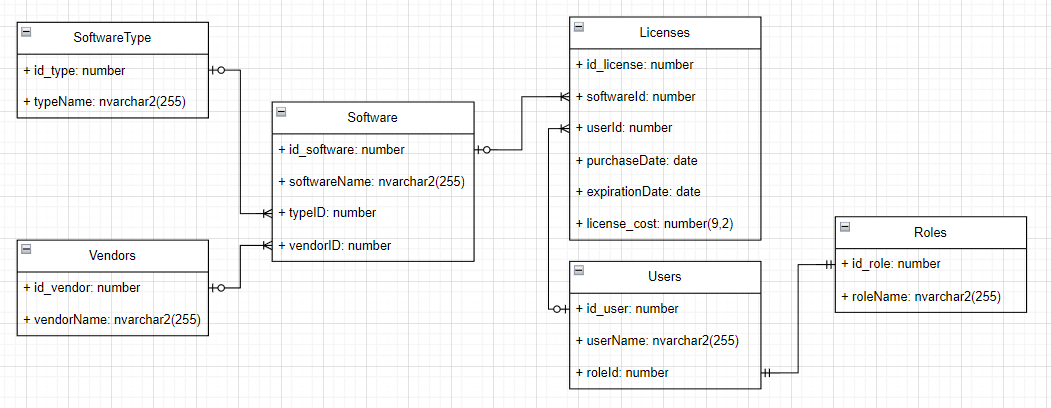 SoftwareType
+ id_type: number
+ typeName: nvarchar2(255)
Vendors
+ id_vendor: number
+ vendorName: nvarchar2(255)
Software
+ id_software: number
+ softwareName: nvarchar2(255)
+ typeID: number
+ vendorID: number
Licenses
+ id_license: number
+ softwareId: number
+ userId: number
+ purchaseDate: date
+ expirationDate: date
+ license_cost: number(9,2)
Users
+ id_user: number
+ userName: nvarchar2(255)
+ roleId: number
Roles
+ id_role: number
+ roleName: nvarchar2(255)